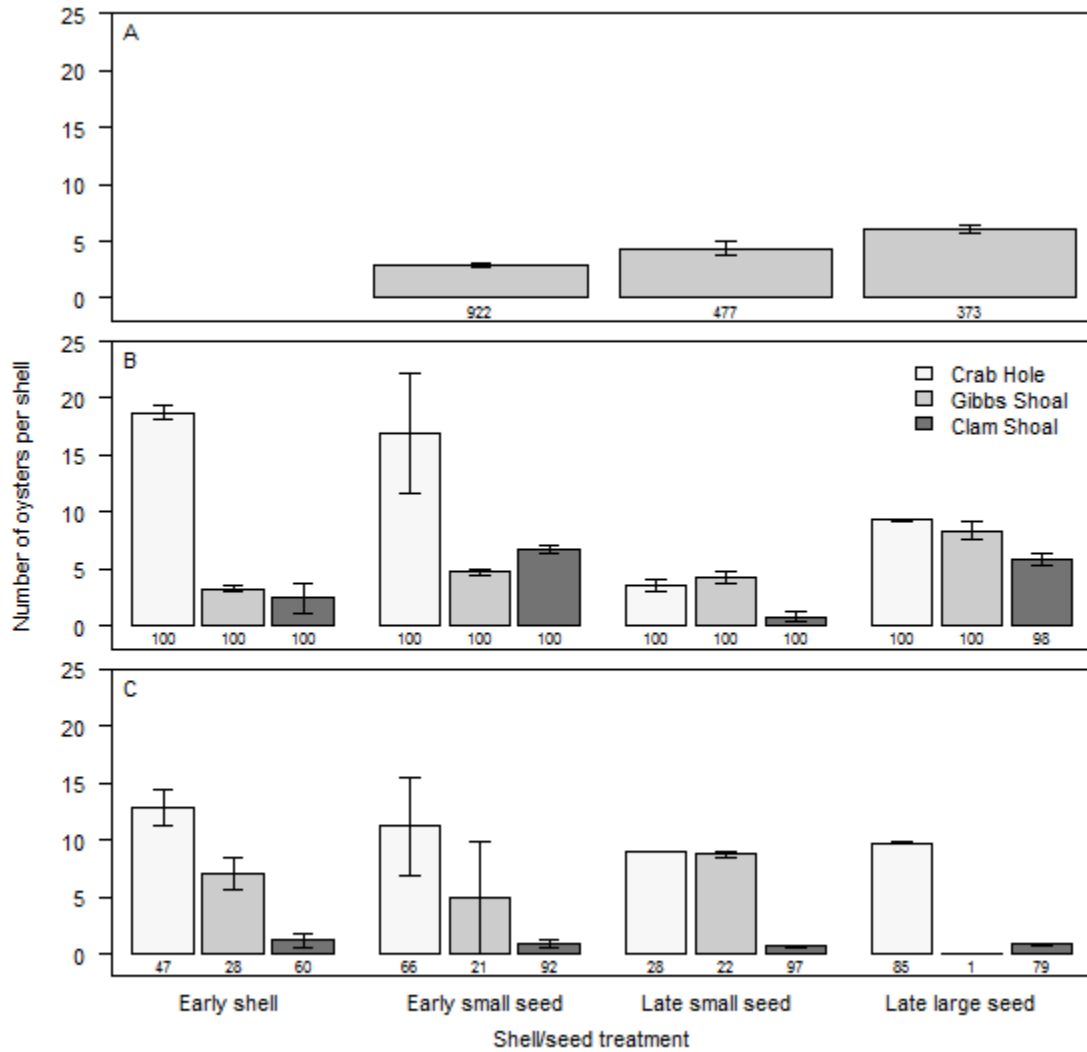 25
A
20
15
10
5
0
922 477 373
25
B
Crab Hole
20
Gibbs Shoal
Clam Shoal
15
10
5
0
100 100 100 100 100 100 100 100 100 100 100 98
Number of oysters per shell
25
C
20
15
10
5
0
47 28 60 66 21 92 28 22 97 85 1 79
Early shell Early small seed Late small seed Late large seed
Shell/seed treatment